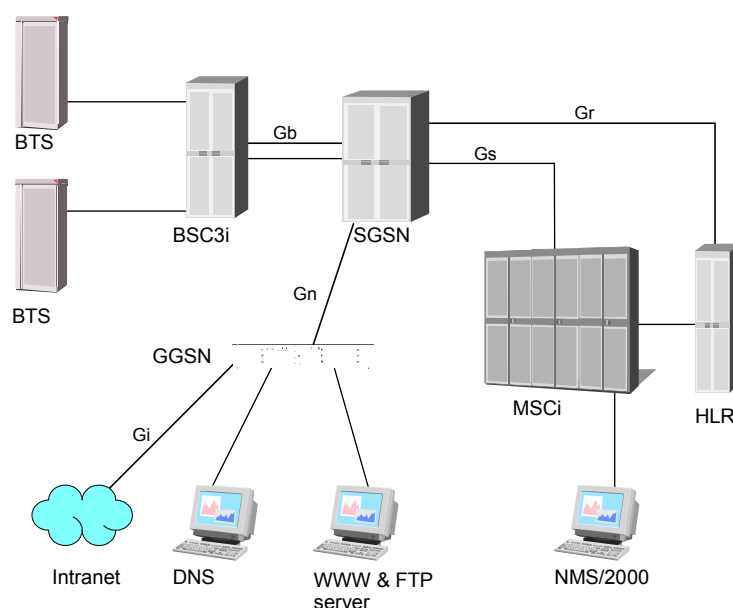 BTS
Gb
Gr
Gs
BSC3i
SGSN
BTS
Gn
GGSN
MSCi
HLR
Gi
Intranet
DNS
WWW & FTP
server
NMS/2000